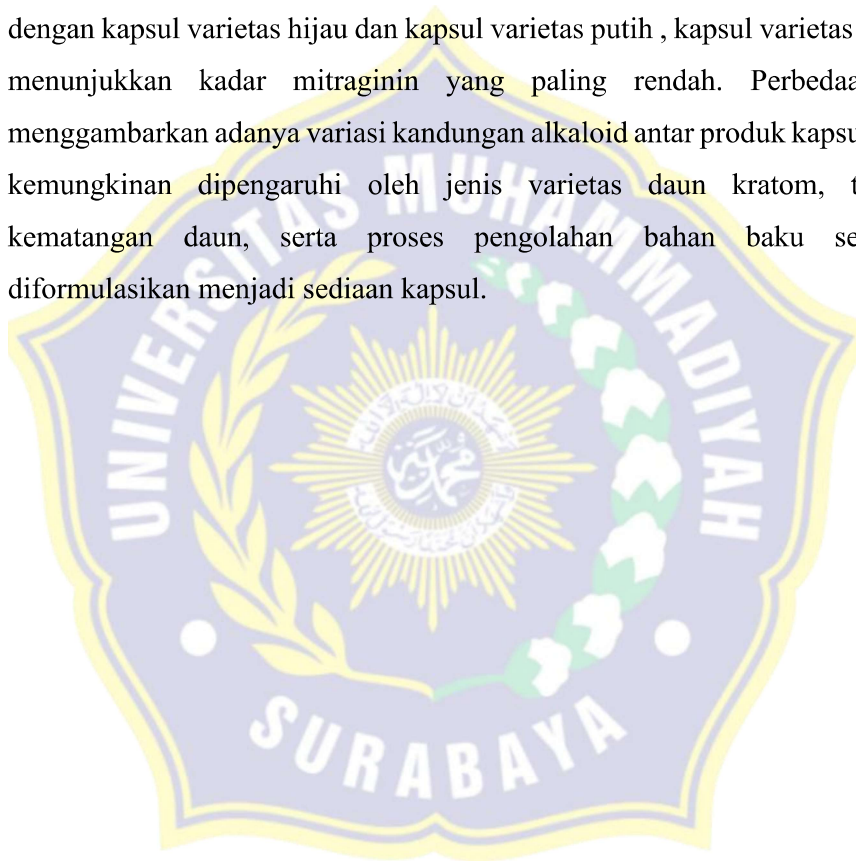 dengan kapsul varietas hijau dan kapsul varietas putih , kapsul varietas
menunjukkan kadar mitraginin yang paling rendah. Perbedaa
menggambarkan adanya variasi kandungan alkaloid antar produk kapsu
kemungkinan dipengaruhi oleh jenis varietas daun kratom, t
kematangan daun, serta proses pengolahan bahan baku se
diformulasikan menjadi sediaan kapsul.
UNIVERSITAS MUHAMMADIYAH
SURABAYA